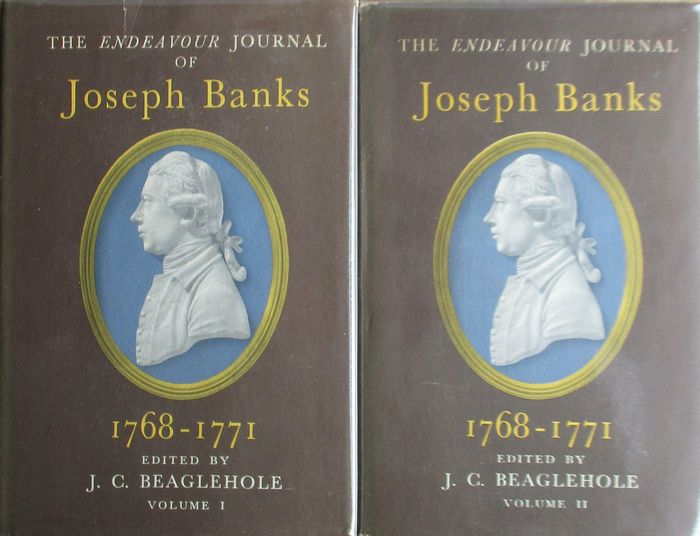 THE ENDEAVOUR JOURNAL
OF
Joseph Banks
1768-1771
EDITED BY
J. C. BEAGLEHOLE
VOLUME I
THE ENDEAVOUR JOURNAL
OF
Joseph Banks
1768-1771
EDITED BY
J. C. BEAGLEHOLE
VOLUME II